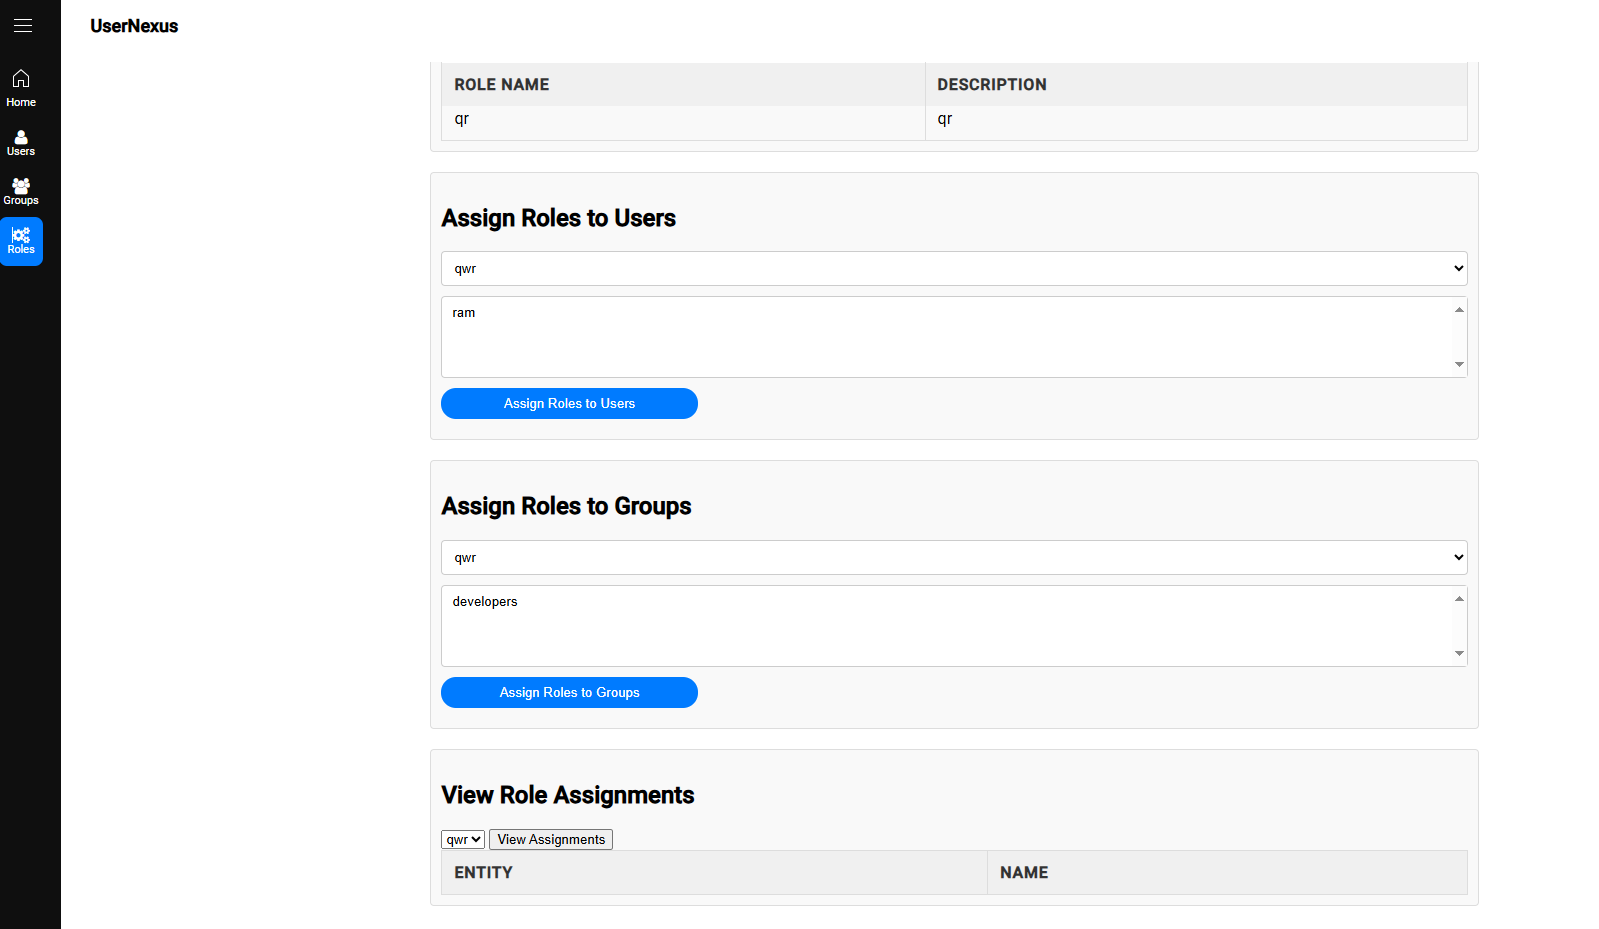 UserNexus
Home
Users
Groups
Roles
ROLE NAME DESCRIPTION
qr qr
Assign Roles to Users
qwr
ram
Assign Roles to Users
Assign Roles to Groups
qwr
developers
Assign Roles to Groups
View Role Assignments
qwr View Assignments
ENTITY NAME